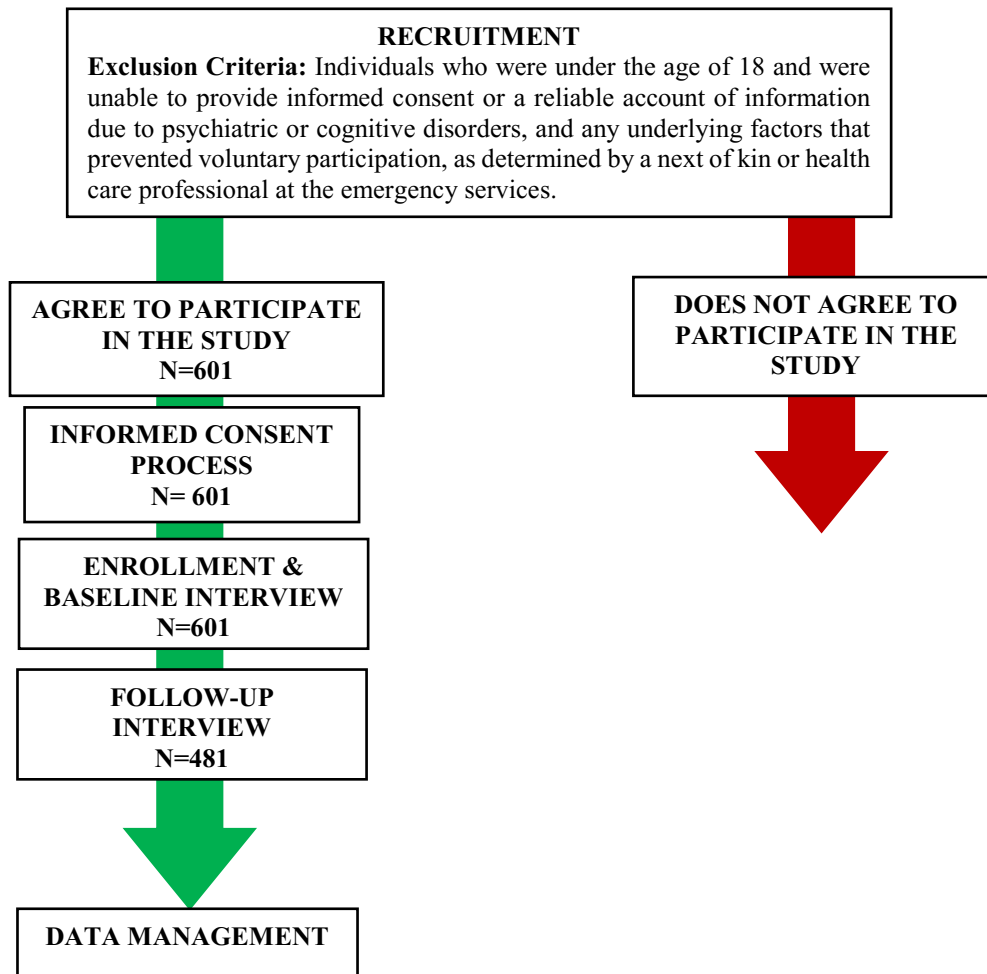 RECRUITMENT
Exclusion Criteria: Individuals who were under the age of 18 and were
unable to provide informed consent or a reliable account of information
due to psychiatric or cognitive disorders, and any underlying factors that
prevented voluntary participation, as determined by a next of kin or health
care professional at the emergency services.
AGREE TO PARTICIPATE
IN THE STUDY
N=601
DOES NOT AGREE TO
PARTICIPATE IN THE
STUDY
INFORMED CONSENT
PROCESS
N= 601
ENROLLMENT &
BASELINE INTERVIEW
N=601
FOLLOW-UP
INTERVIEW
N=481
DATA MANAGEMENT